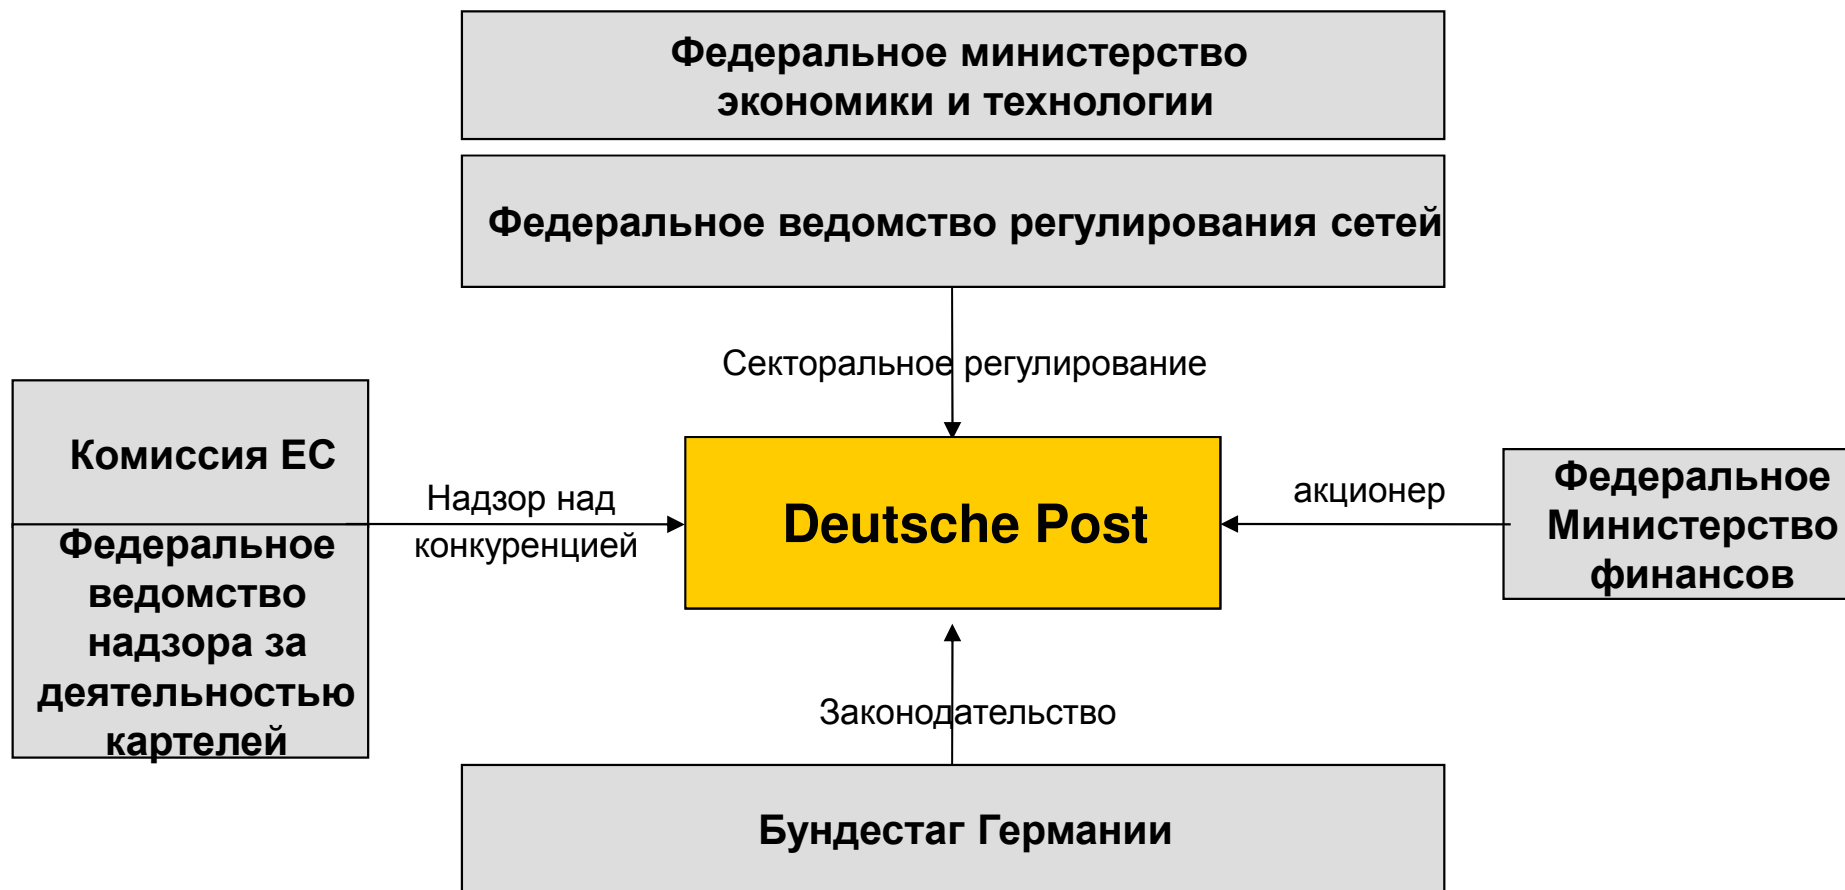 Федеральное министерство
экономики и технологии
Федеральное ведомство регулирования сетей
Секторальное регулирование
Комиссия ЕС
Федеральное
ведомство
надзора за
деятельностью
картелей
Надзор над
конкуренцией
Deutsche Post
акционер
Федеральное
Министерство
финансов
Законодательство
Бундестаг Германии